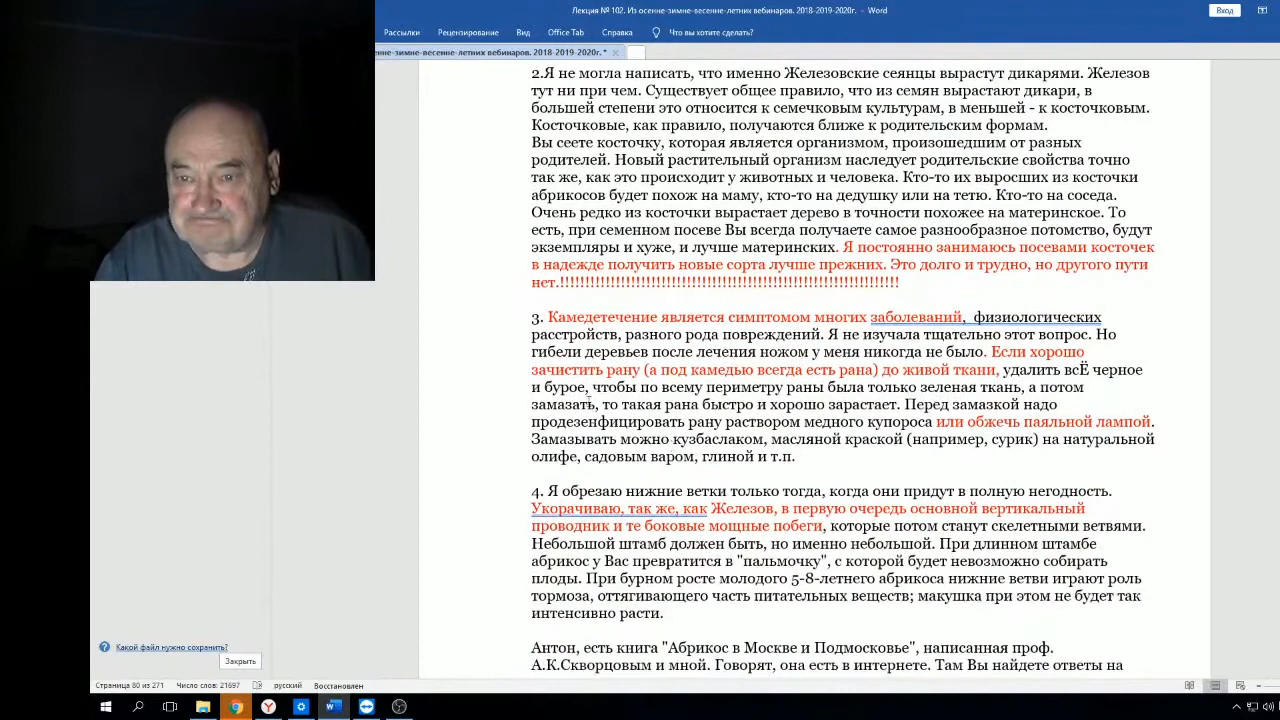 Лекция № 102. Из осенне-зимне-весенне-летних вебинаров. 2018-2019-2020г. - Word
Вход
Рассылки Рецензирование Вид Office Tab Справка Что вы хотите сделать?
нне-зимне-весенне-летних вебинаров. 2018-2019-2020г. *
2.Я не могла написать, что именно Железовские сеянцы вырастут дикарями. Железов
тут ни при чем. Существует общее правило, что из семян вырастают дикари, в
большей степени это относится к семечковым культурам, в меньшей - к косточковым.
Косточковые, как правило, получаются ближе к родительским формам.
Вы сеете косточку, которая является организмом, произошедшим от разных
родителей. Новый растительный организм наследует родительские свойства точно
так же, как это происходит у животных и человека. Кто-то их выросших из косточки
абрикосов будет похож на маму, кто-то на дедушку или на тетю. Кто-то на соседа.
Очень редко из косточки вырастает дерево в точности похожее на материнское. То
есть, при семенном посеве Вы всегда получаете самое разнообразное потомство, будут
экземпляры и хуже, и лучше материнских. Я постоянно занимаюсь посевами косточек
в надежде получить новые сорта лучше прежних. Это долго и трудно, но другого пути
нет.!!!!!!!!!!!!!!!!!!!!!!!!!!!!!!!!!!!!!!!!!!!!!!!!!!!!!!!!!!!!!!!!!!
3. Камедетечение является симптомом многих заболеваний, физиологических
расстройств, разного рода повреждений. Я не изучала тщательно этот вопрос. Но
гибели деревьев после лечения ножом у меня никогда не было. Если хорошо
зачистить рану (а под камедью всегда есть рана) до живой ткани, удалить всЁ черное
и бурое, чтобы по всему периметру раны была только зеленая ткань, а потом
замазать, то такая рана быстро и хорошо зарастает. Перед замазкой надо
продезенфицировать рану раствором медного купороса или обжечь паяльной лампой.
Замазывать можно кузбаслаком, масляной краской (например, сурик) на натуральной
олифе, садовым варом, глиной и т.п.
4. Я обрезаю нижние ветки только тогда, когда они придут в полную негодность.
Укорачиваю, так же, как Железов, в первую очередь основной вертикальный
проводник и те боковые мощные побеги, которые потом станут скелетными ветвями.
Небольшой штамб должен быть, но именно небольшой. При длинном штамбе
абрикос у Вас превратится в "пальмочку", с которой будет невозможно собирать
плоды. При бурном росте молодого 5-8-летнего абрикоса нижние ветви играют роль
тормоза, оттягивающего часть питательных веществ; макушка при этом не будет так
интенсивно расти.
Антон, есть книга "Абрикос в Москве и Подмосковье", написанная проф.
А.К.Скворцовым и мной. Говорят, она есть в интернете. Там Вы найдете ответы на
Какой файл нужно сохранить?
Закрыть
Страница 80 из 271 Число слов: 21697 русский Восстановлен